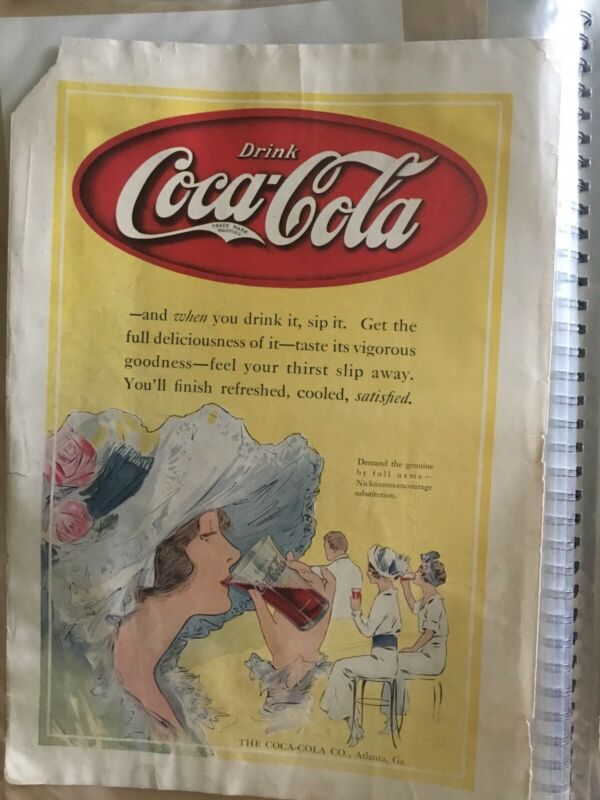 Drink
Coca-Cola
TRADE MARK
—and when you drink it, sip it. Get the
full deliciousness of it—taste its vigorous
goodness—feel your thirst slip away.
You'll finish refreshed, cooled, satisfied.
Demand the genuine
by full name—
Nicknames encourage
substitution.
THE COCA-COLA CO., Atlanta, Ga.